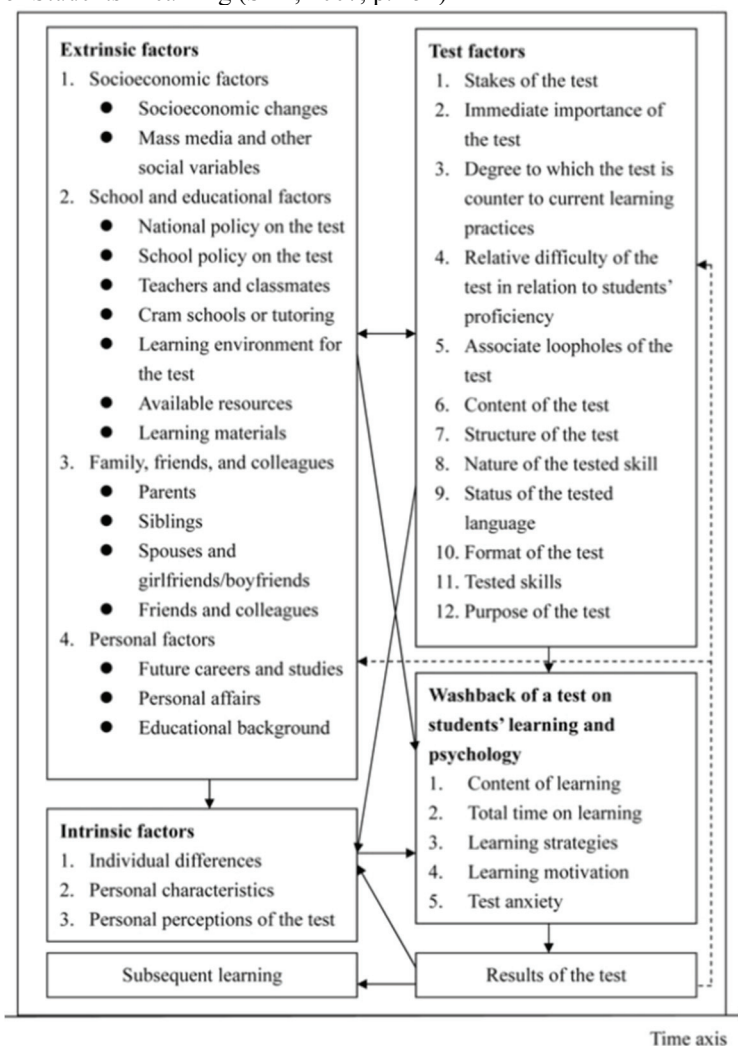 Extrinsic factors
1. Socioeconomic factors
● Socioeconomic changes
● Mass media and other
social variables
2. School and educational factors
● National policy on the test
● School policy on the test
● Teachers and classmates
● Cram schools or tutoring
● Learning environment for
the test
● Available resources
● Learning materials
3. Family, friends, and colleagues
● Parents
● Siblings
● Spouses and
girlfriends/boyfriends
● Friends and colleagues
4. Personal factors
● Future careers and studies
● Personal affairs
● Educational background
Test factors
1. Stakes of the test
2. Immediate importance of
the test
3. Degree to which the test is
counter to current learning
practices
4. Relative difficulty of the
test in relation to students'
proficiency
5. Associate loopholes of the
test
6. Content of the test
7. Structure of the test
8. Nature of the tested skill
9. Status of the tested
language
10. Format of the test
11. Tested skills
12. Purpose of the test
Intrinsic factors
1. Individual differences
2. Personal characteristics
3. Personal perceptions of the test
Washback of a test on
students' learning and
psychology
1. Content of learning
2. Total time on learning
3. Learning strategies
4. Learning motivation
5. Test anxiety
Subsequent learning
Results of the test
Time axis